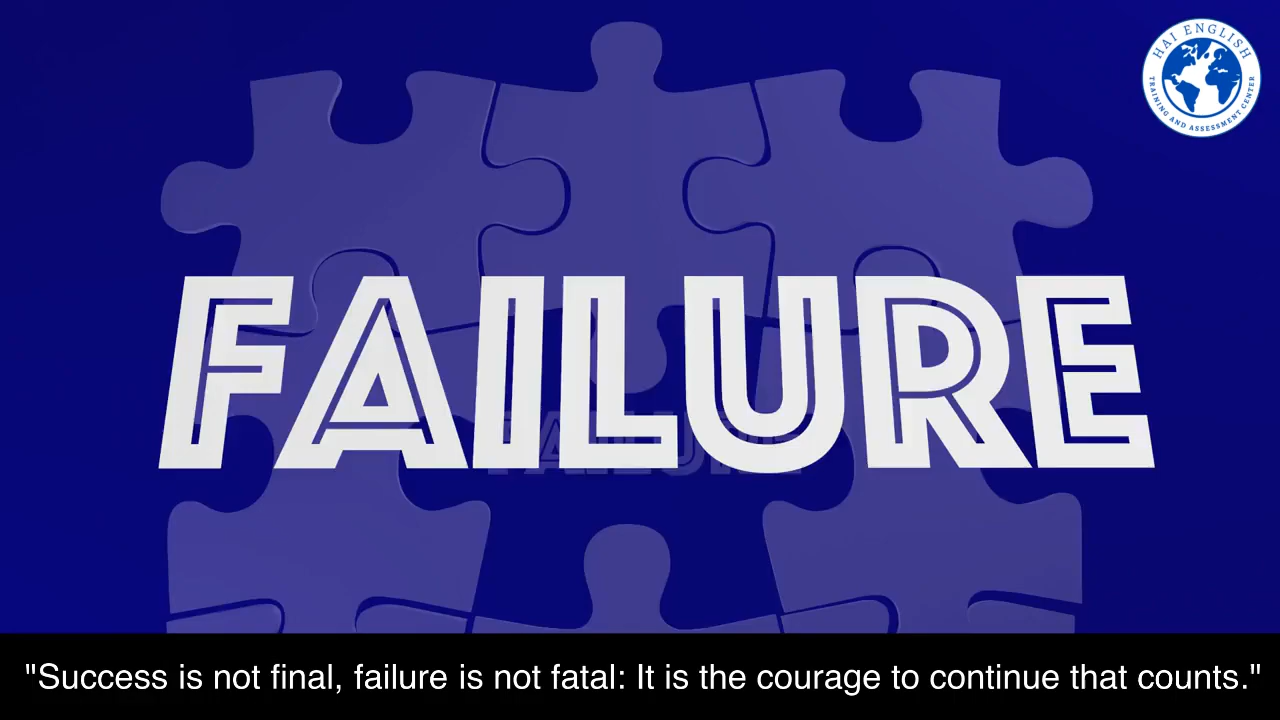 HAI ENGLISH
TRAINING AND ASSESSMENT CENTER
FAILURE
FAILURE
"Success is not final, failure is not fatal: It is the courage to continue that counts."